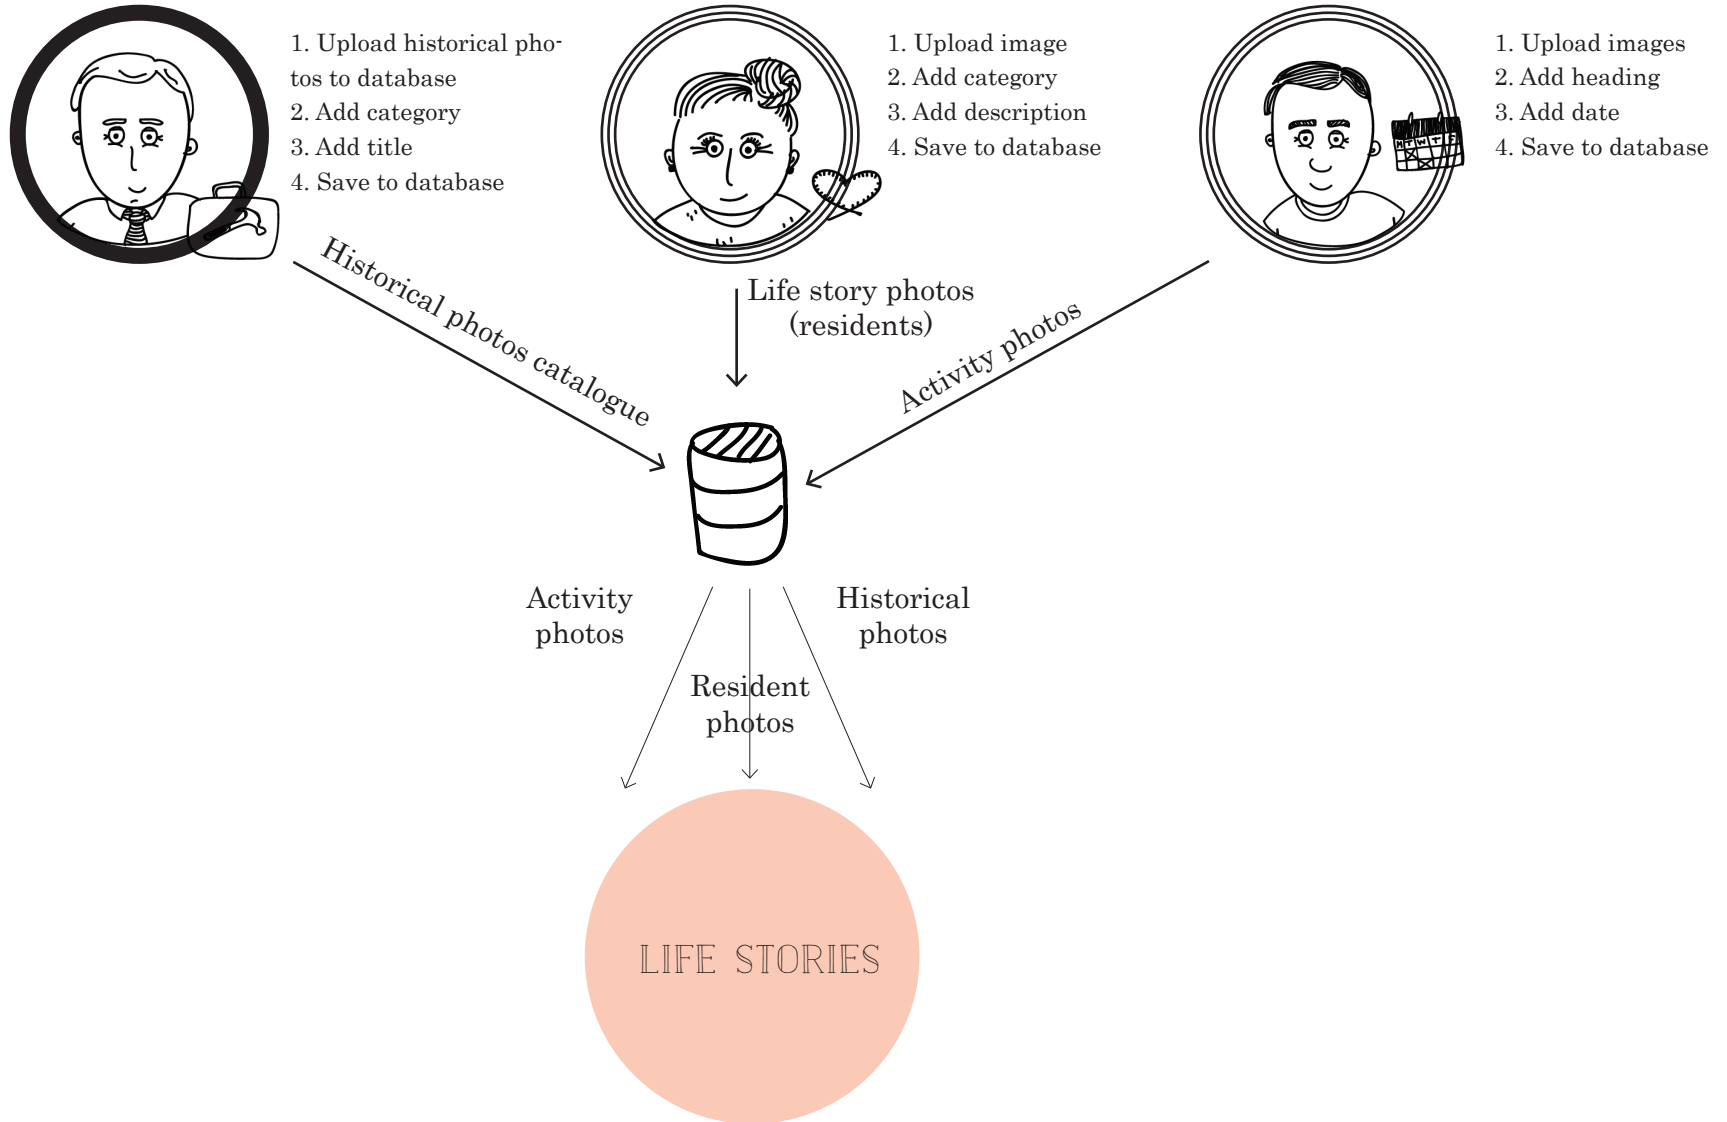 1. Upload historical pho-
tos to database
2. Add category
3. Add title
4. Save to database
1. Upload image
2. Add category
3. Add description
4. Save to database
1. Upload images
2. Add heading
3. Add date
4. Save to database
M T W T F
Historical photos catalogue
Life story photos
(residents)
Activity photos
Activity
photos
Historical
photos
Resident
photos
LIFE STORIES